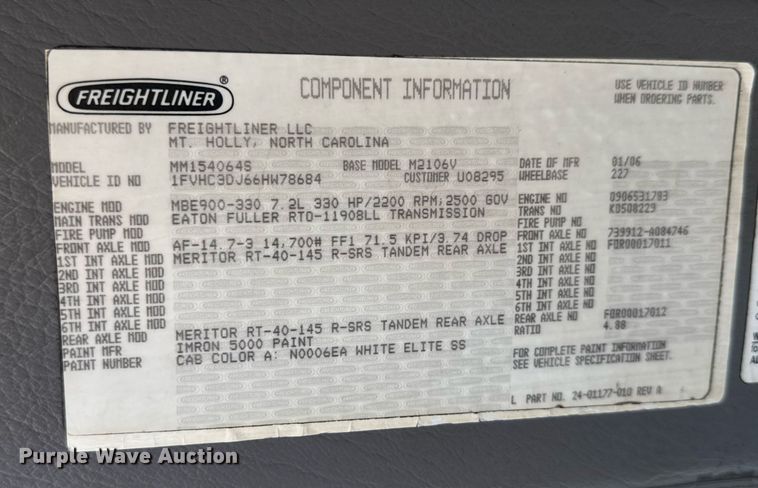 FREIGHTLINER®
COMPONENT INFORMATION
USE VEHICLE ID NUMBER
WHEN ORDERING PARTS.
MANUFACTURED BY FREIGHTLINER LLC
MT. HOLLY, NORTH CAROLINA
MODEL MM154064S BASE MODEL M2106V DATE OF MFR 01/06
VEHICLE ID NO 1FVHC3DJ66HW78684 CUSTOMER U08295 WHEELBASE 227
ENGINE MOD MBE900-330 7.2L 330 HP/2200 RPM;2500 GOV ENGINE NO 0906531783
MAIN TRANS MOD EATON FULLER RTO-11908LL TRANSMISSION TRANS NO K0508229
FIRE PUMP MOD FIRE PUMP NO
FRONT AXLE MOD AF-14.7-3 14,700# FF1 71.5 KPI/3.74 DROP FRONT AXLE NO 739912-A084746
1ST INT AXLE MOD MERITOR RT-40-145 R-SRS TANDEM REAR AXLE 1ST INT AXLE NO FOR00017011
2ND INT AXLE MOD 2ND INT AXLE NO
3RD INT AXLE MOD 3RD INT AXLE NO
4TH INT AXLE MOD 4TH INT AXLE NO
5TH INT AXLE MOD 5TH INT AXLE NO
6TH INT AXLE MOD 6TH INT AXLE NO
REAR AXLE MOD MERITOR RT-40-145 R-SRS TANDEM REAR AXLE REAR AXLE NO FOR00017012
PAINT MFR IMRON 5000 PAINT RATIO 4.88
PAINT NUMBER CAB COLOR A: N0006EA WHITE ELITE SS
FOR COMPLETE PAINT INFORMATION
SEE VEHICLE SPECIFICATION SHEET.
L PART NO. 24-01177-010 REV A
Purple Wave Auction